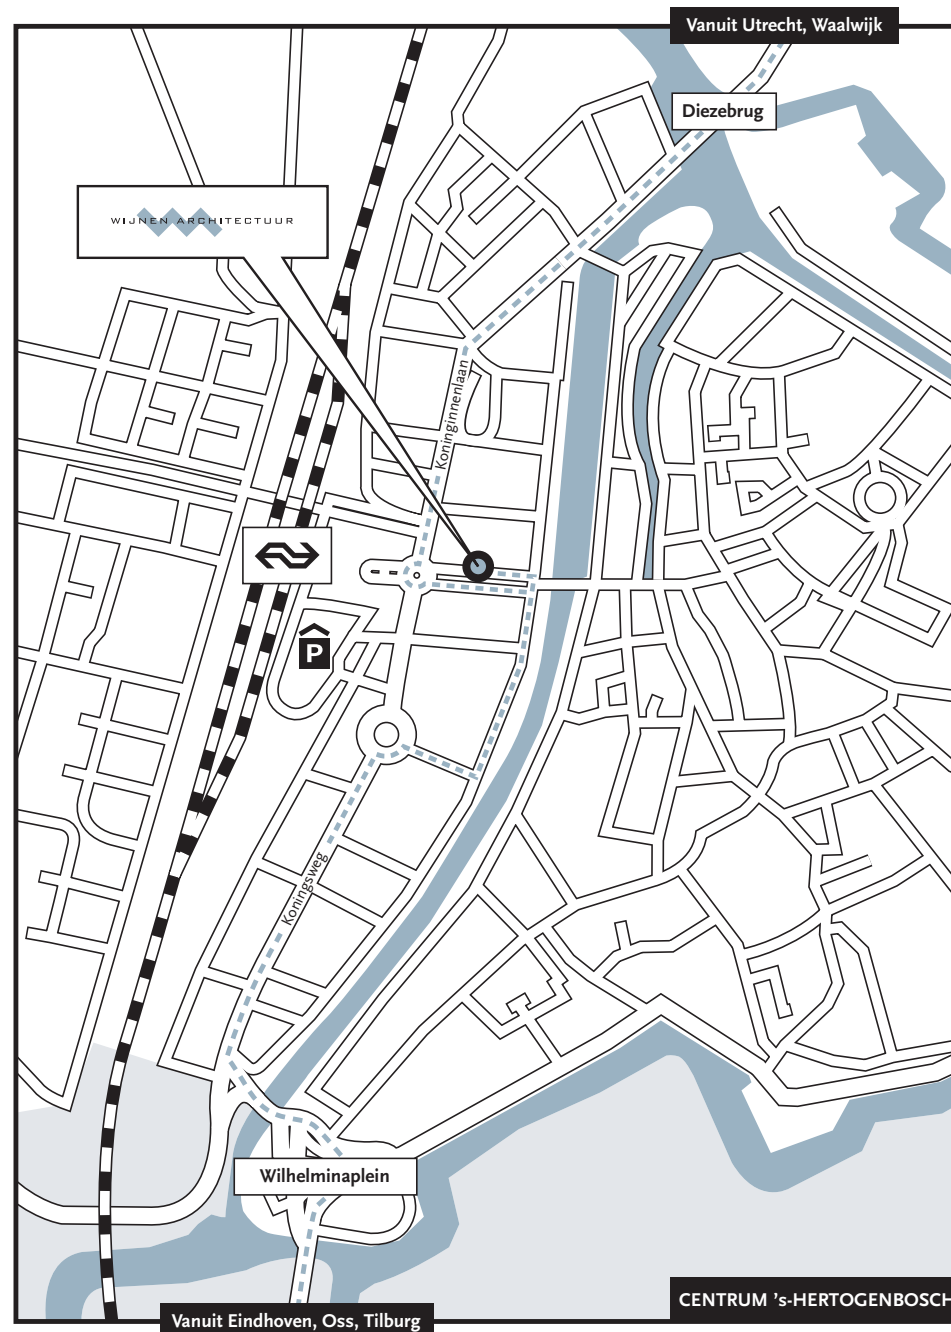 Vanuit Utrecht, Waalwijk
Diezebrug
WIJNEN ARCHITECTUUR
Koninginnenlaan
P
Koningsweg
Wilhelminaplein
CENTRUM 's-HERTOGENBOSCH
Vanuit Eindhoven, Oss, Tilburg